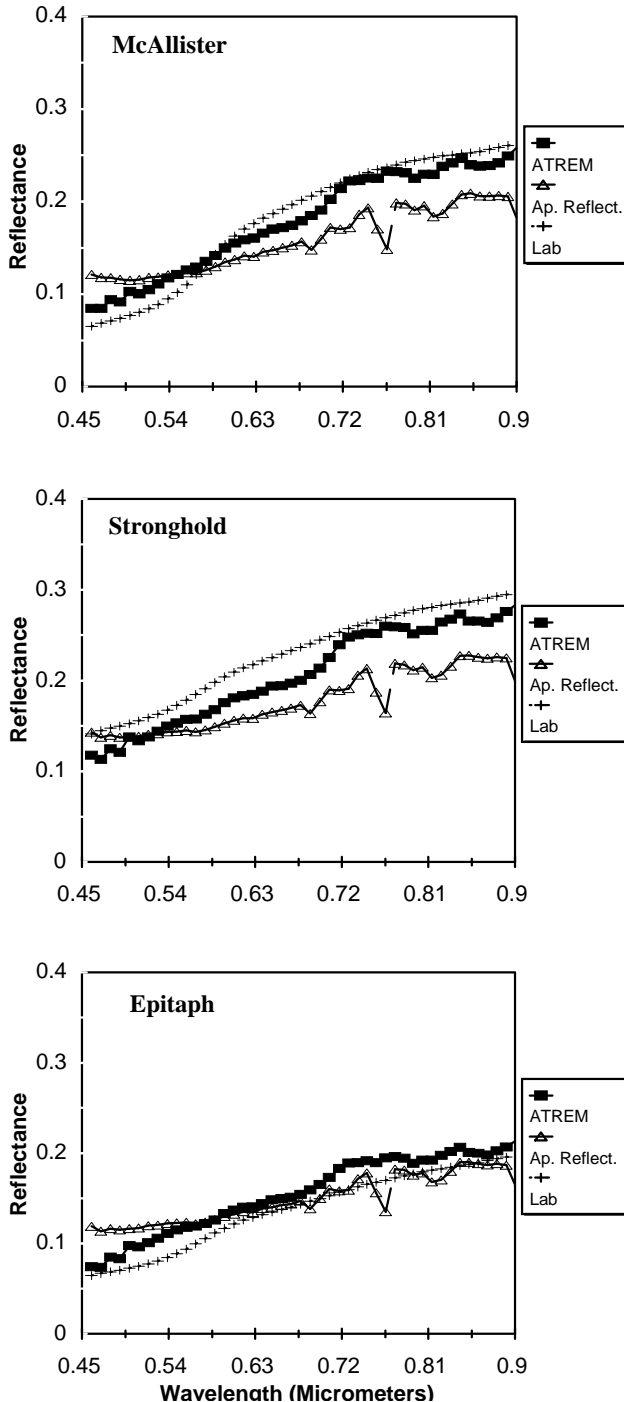 McAllister
0.4
0.3
0.2
0.1
0
Reflectance
0.45 0.54 0.63 0.72 0.81 0.9
ATREM
Ap. Reflect.
Lab
Stronghold
0.4
0.3
0.2
0.1
0
Reflectance
0.45 0.54 0.63 0.72 0.81 0.9
ATREM
Ap. Reflect.
Lab
Epitaph
0.4
0.3
0.2
0.1
0
Reflectance
0.45 0.54 0.63 0.72 0.81 0.9
Wavelength (Micrometers)
ATREM
Ap. Reflect.
Lab